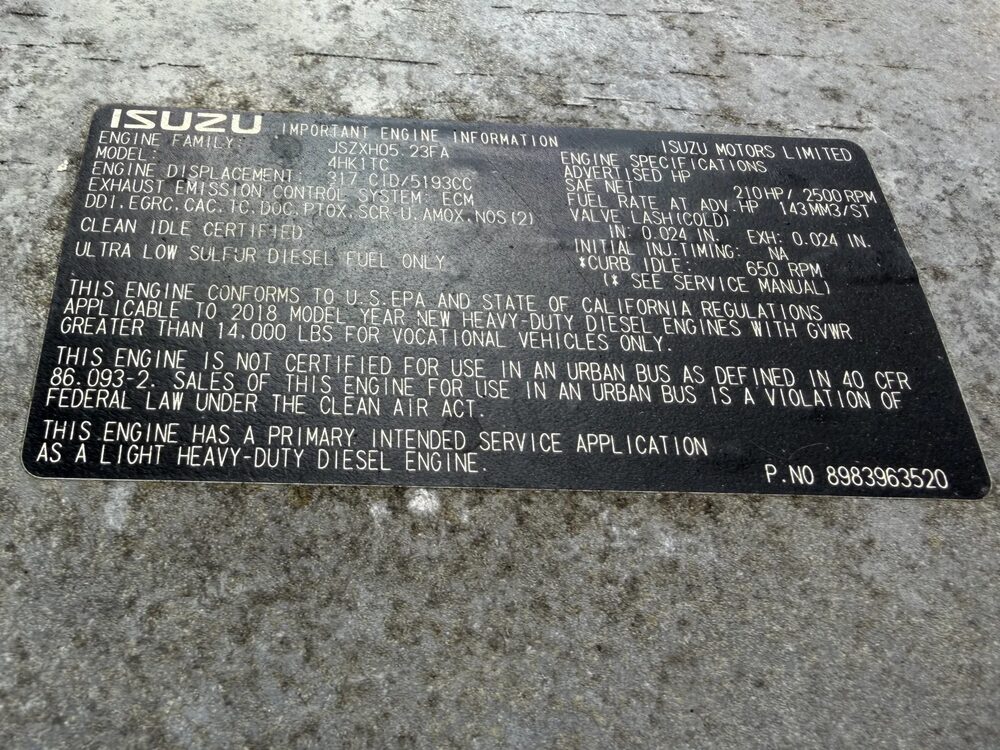 ISUZU IMPORTANT ENGINE INFORMATION ISUZU MOTORS LIMITED
ENGINE FAMILY: JSZXH05.23FA
MODEL: 4HK1TC
ENGINE DISPLACEMENT: 317 CID/5193CC
EXHAUST EMISSION CONTROL SYSTEM: ECM
DDI.EGRC.CAC.TC.DOC.PTOX.SCR-U.AMOX.NOS(2)
CLEAN IDLE CERTIFIED
ULTRA LOW SULFUR DIESEL FUEL ONLY
ENGINE SPECIFICATIONS
ADVERTISED HP
SAE NET 210HP/ 2500RPM
FUEL RATE AT ADV.HP 143MM3/ST
VALVE LASH(COLD)
IN: 0.024 IN. EXH: 0.024 IN.
INITIAL INJ.TIMING: NA
*CURB IDLE: 650 RPM
(* SEE SERVICE MANUAL)
THIS ENGINE CONFORMS TO U.S.EPA AND STATE OF CALIFORNIA REGULATIONS
APPLICABLE TO 2018 MODEL YEAR NEW HEAVY-DUTY DIESEL ENGINES WITH GVWR
GREATER THAN 14.000 LBS FOR VOCATIONAL VEHICLES ONLY.
THIS ENGINE IS NOT CERTIFIED FOR USE IN AN URBAN BUS AS DEFINED IN 40 CFR
86.093-2. SALES OF THIS ENGINE FOR USE IN AN URBAN BUS IS A VIOLATION OF
FEDERAL LAW UNDER THE CLEAN AIR ACT.
THIS ENGINE HAS A PRIMARY INTENDED SERVICE APPLICATION
AS A LIGHT HEAVY-DUTY DIESEL ENGINE.
P.NO 8983963520